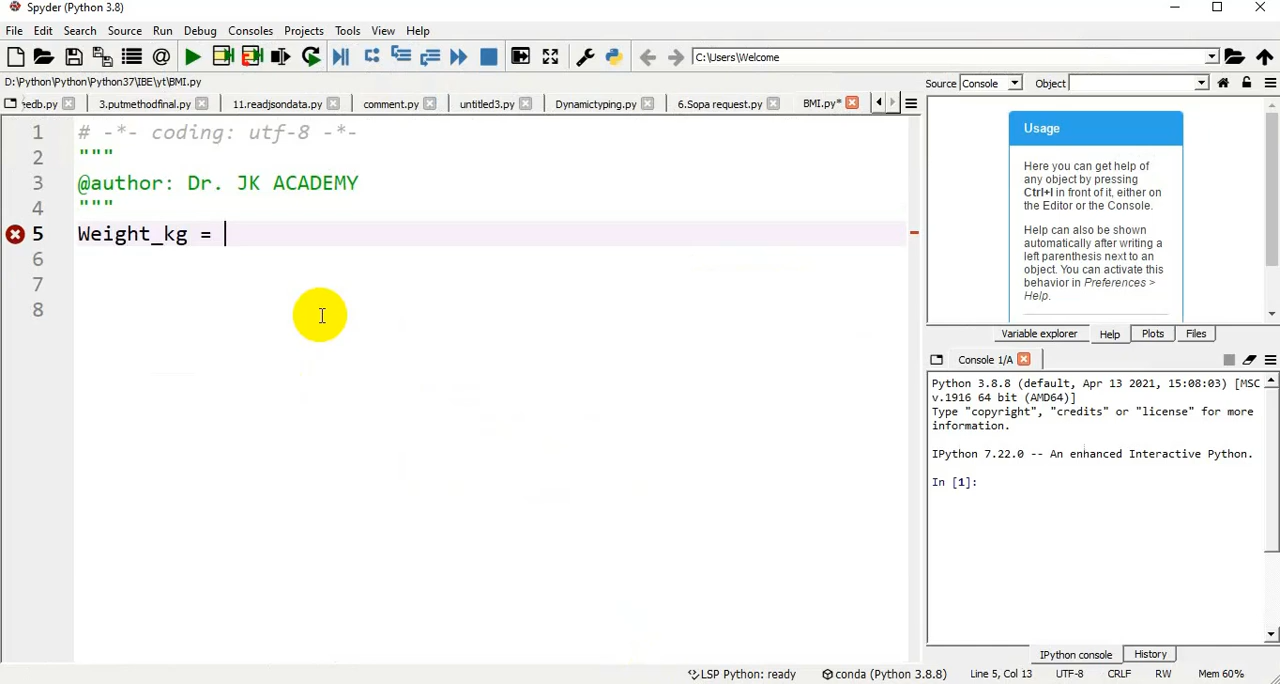 Spyder (Python 3.8)
File Edit Search Source Run Debug Consoles Projects Tools View Help
C:\Users\Welcome
D:\Python\Python\Python37\IBE\yt\BMI.py
Source Console Object
eedb.py 3.putmethodfinal.py 11.readjsondata.py comment.py untitled3.py Dynamictyping.py 6.Sopa request.py BMI.py*
1 # -*- coding: utf-8 -*-
2 """
3 @author: Dr. JK ACADEMY
4 """
5 Weight_kg =
6
7
8
Usage
Here you can get help of
any object by pressing
Ctrl+I in front of it, either on
the Editor or the Console.
Help can also be shown
automatically after writing a
left parenthesis next to an
object. You can activate this
behavior in Preferences >
Help.
Variable explorer Help Plots Files
Console 1/A
Python 3.8.8 (default, Apr 13 2021, 15:08:03) [MSC
v.1916 64 bit (AMD64)]
Type "copyright", "credits" or "license" for more
information.
IPython 7.22.0 -- An enhanced Interactive Python.
In [1]:
IPython console History
LSP Python: ready conda (Python 3.8.8) Line 5, Col 13 UTF-8 CRLF RW Mem 60%